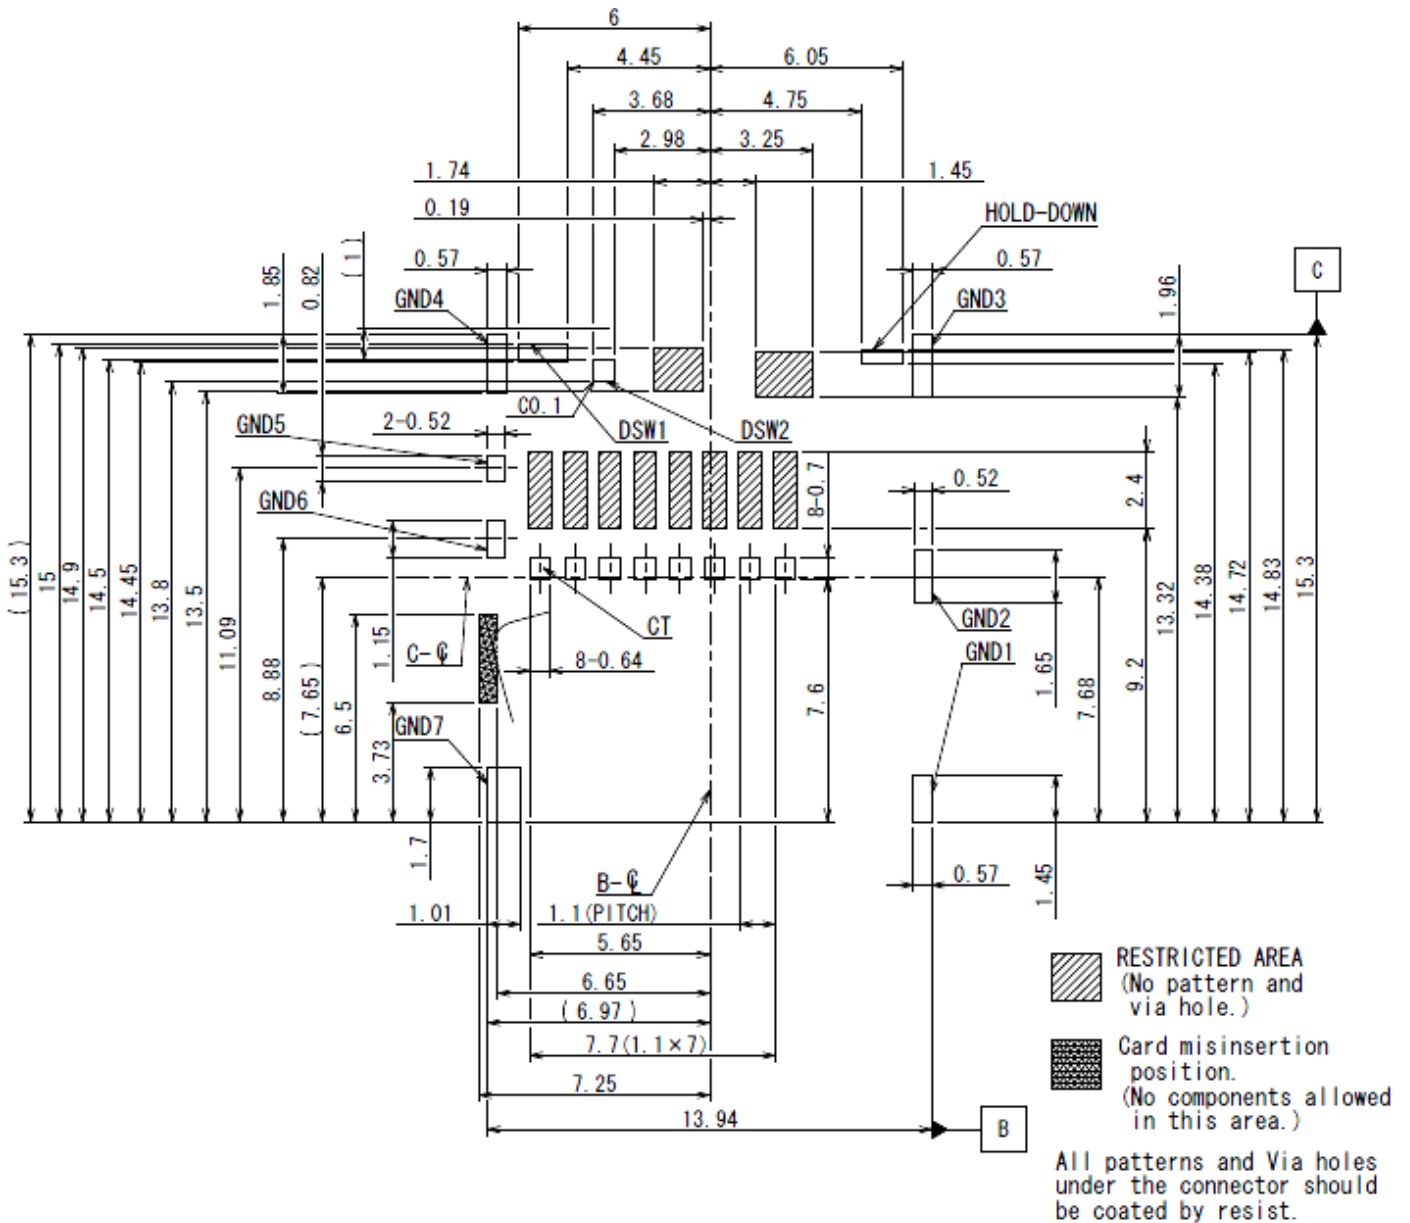 6
4.45
6.05
3.68
4.75
2.98
3.25
1.74
1.45
0.19
HOLD-DOWN
(1)
0.57
0.57
C
1.85
0.82
GND4
GND3
1.96
C0.1
DSW1
DSW2
2-0.52
GND5
8-0.7
0.52
2.4
GND6
(15.3)
15
14.9
14.5
14.45
13.8
13.5
11.09
8.88
(7.65)
6.5
1.15
3.73
C-℄
CT
8-0.64
7.6
GND2
GND1
1.65
7.68
9.2
13.32
14.38
14.72
14.83
15.3
GND7
1.7
B-℄
0.57
1.45
1.01
1.1(PITCH)
5.65
6.65
(6.97)
7.7(1.1×7)
7.25
13.94
B
RESTRICTED AREA
(No pattern and
via hole.)
Card misinsertion
position.
(No components allowed
in this area.)
All patterns and Via holes
under the connector should
be coated by resist.